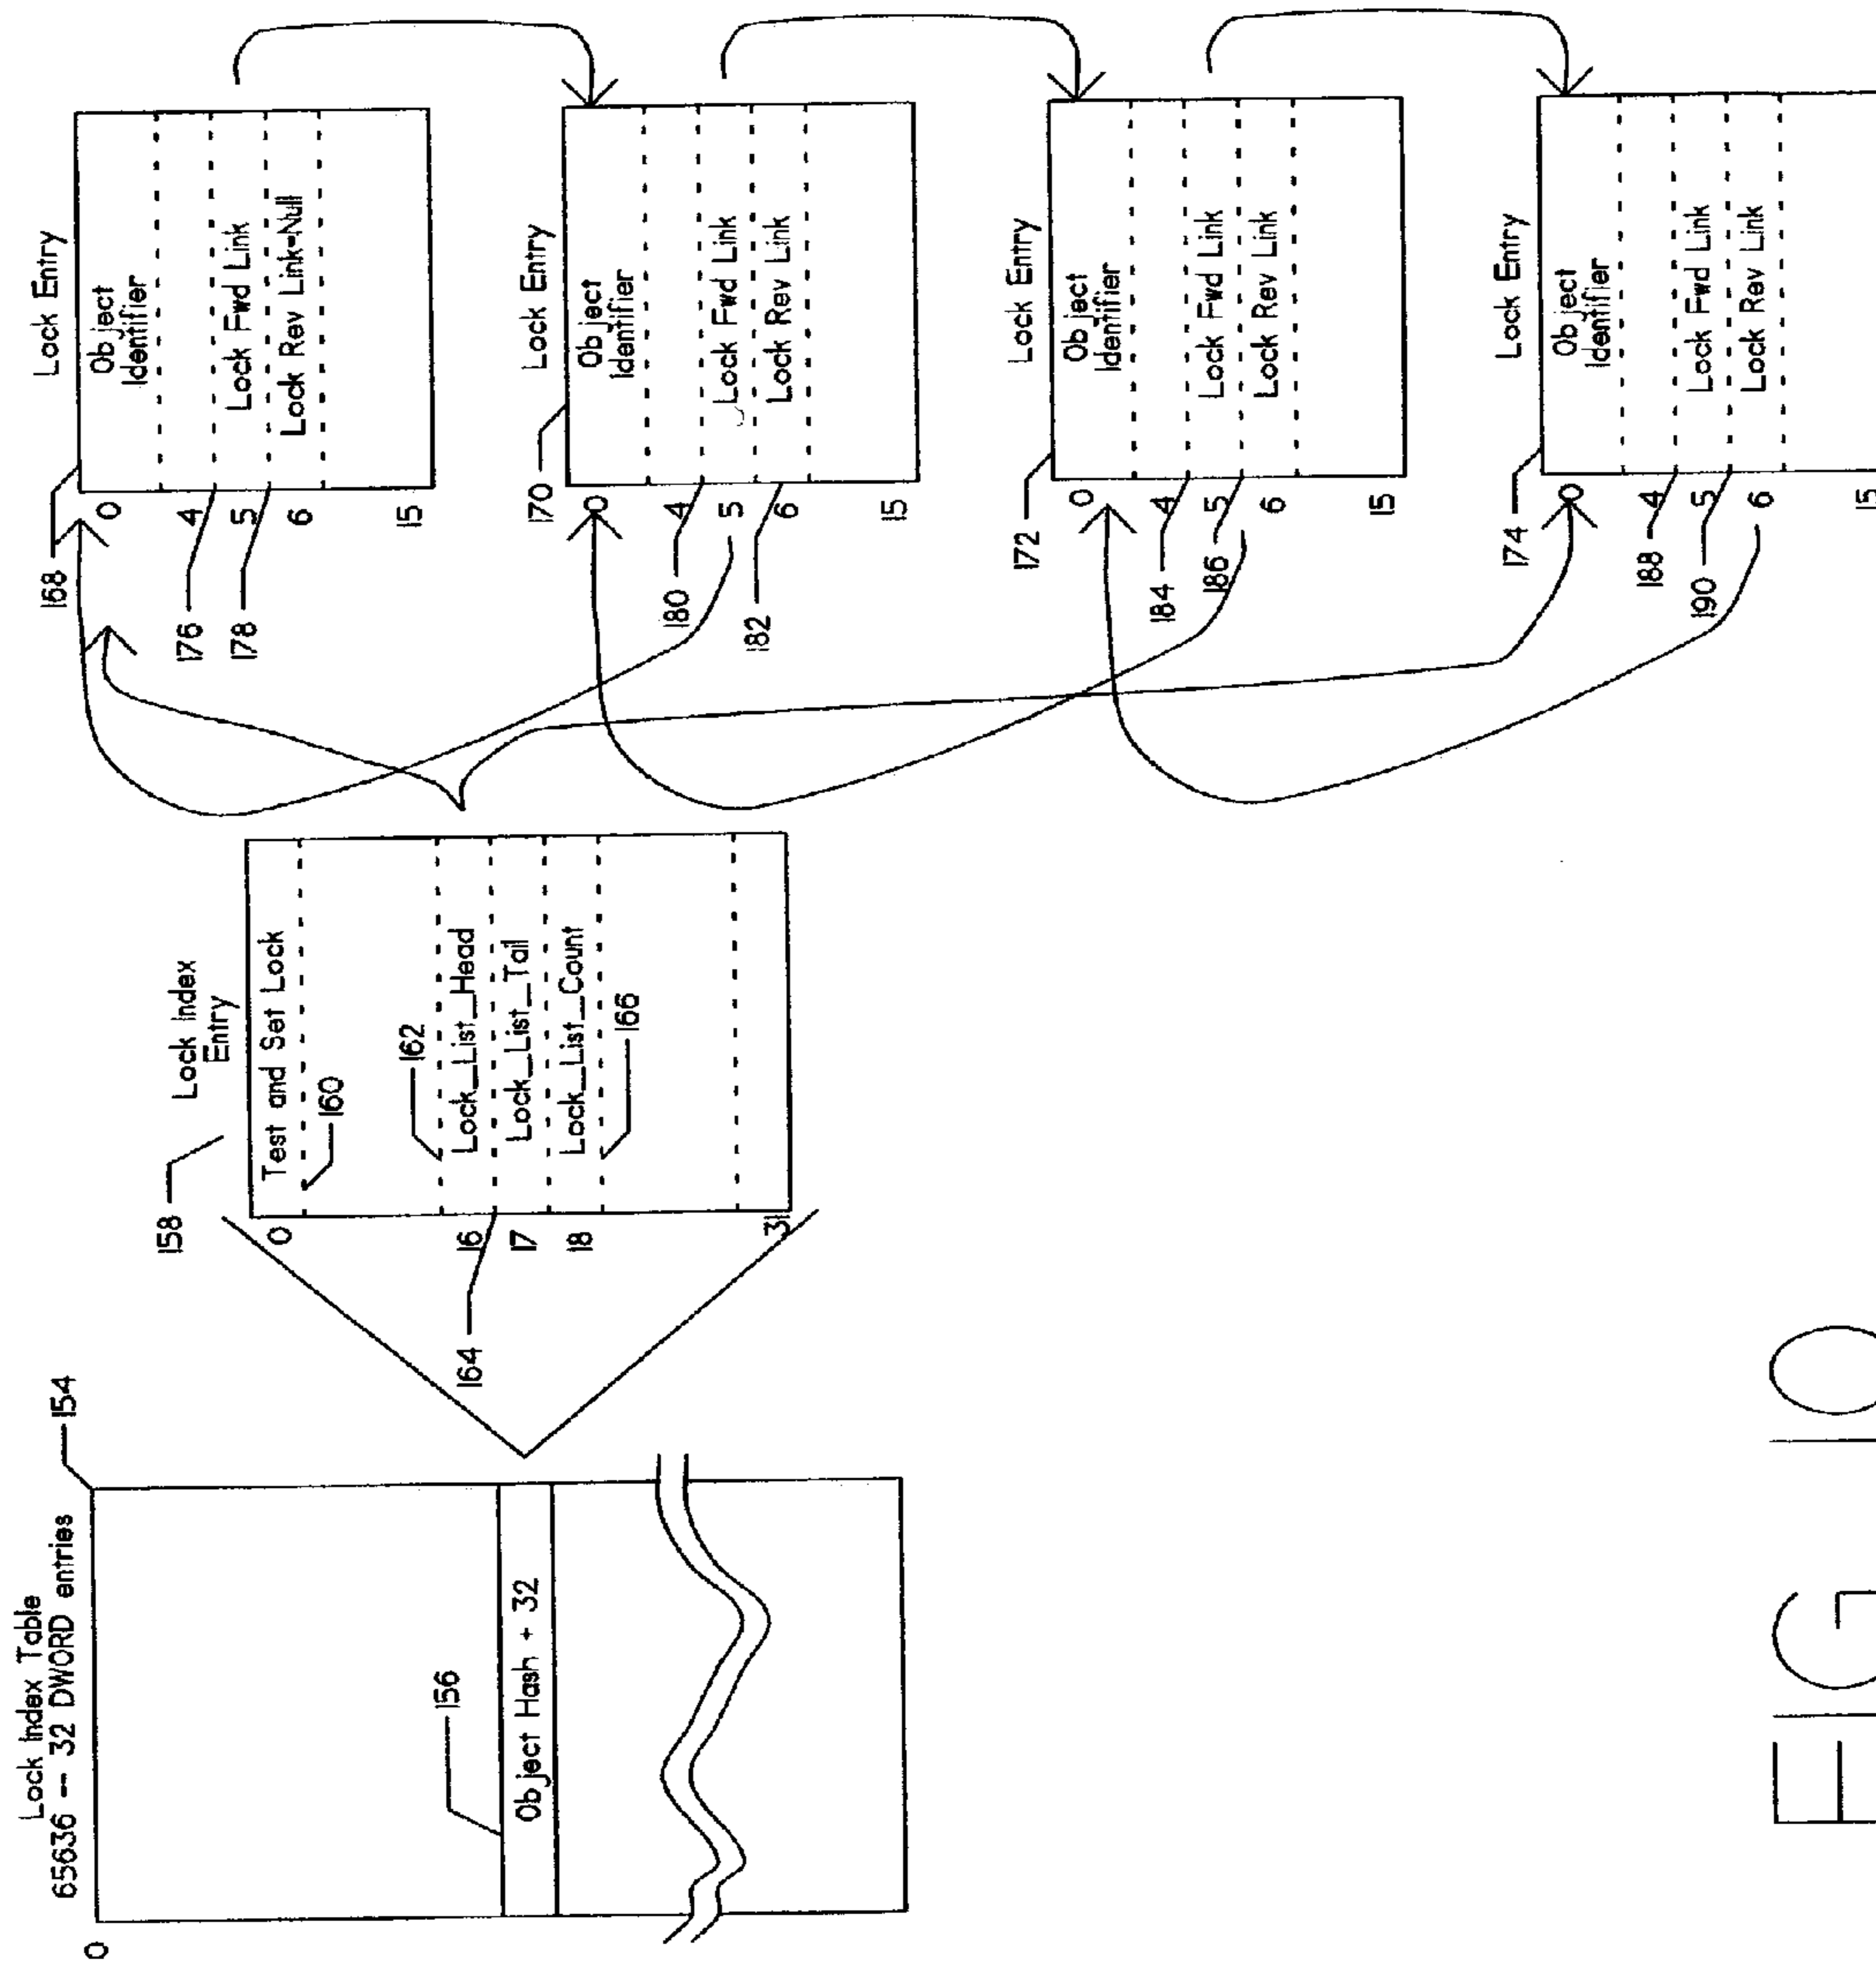 Lock Index Table
65636 -- 32 DWORD entries
0
154
156
Object Hash + 32
158
Lock Index
Entry
0
Test and Set Lock
160
162
16
Lock_List_Head
164
17
Lock_List_Tail
18
Lock_List_Count
166
31
168
Lock Entry
0
Object
Identifier
176
4
178
5
Lock Fwd Link
6
Lock Rev Link-Null
15
170
Lock Entry
0
Object
Identifier
180
4
5
Lock Fwd Link
182
6
Lock Rev Link
15
172
Lock Entry
0
Object
Identifier
184
4
186
5
Lock Fwd Link
6
Lock Rev Link
15
174
Lock Entry
0
Object
Identifier
188
4
190
5
Lock Fwd Link
6
Lock Rev Link
15
FIG 10